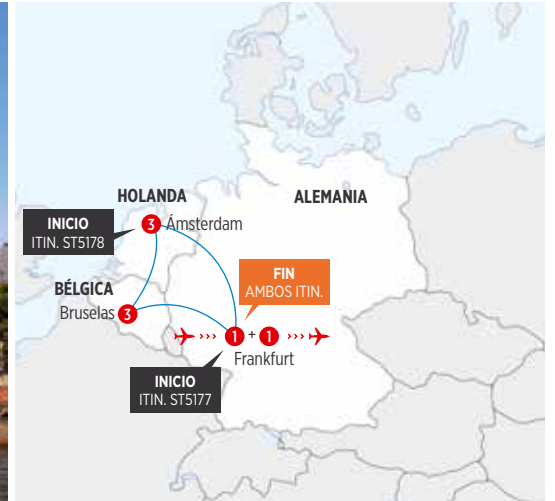 HOLANDA
ALEMANIA
INICIO
ITIN. ST5178
3 Ámsterdam
FIN
AMBOS ITIN.
BÉLGICA
Bruselas 3
1 + 1
Frankfurt
INICIO
ITIN. ST5177